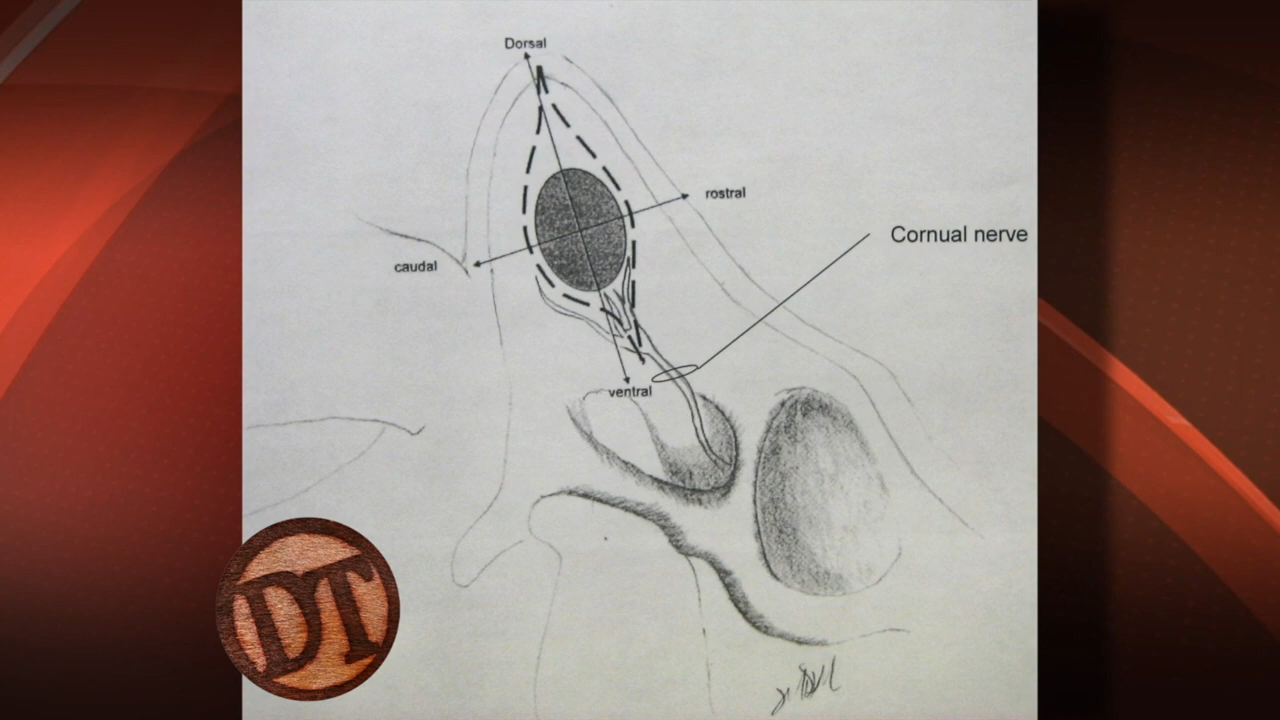 Dorsal
rostral
Cornual nerve
caudal
ventral
DT